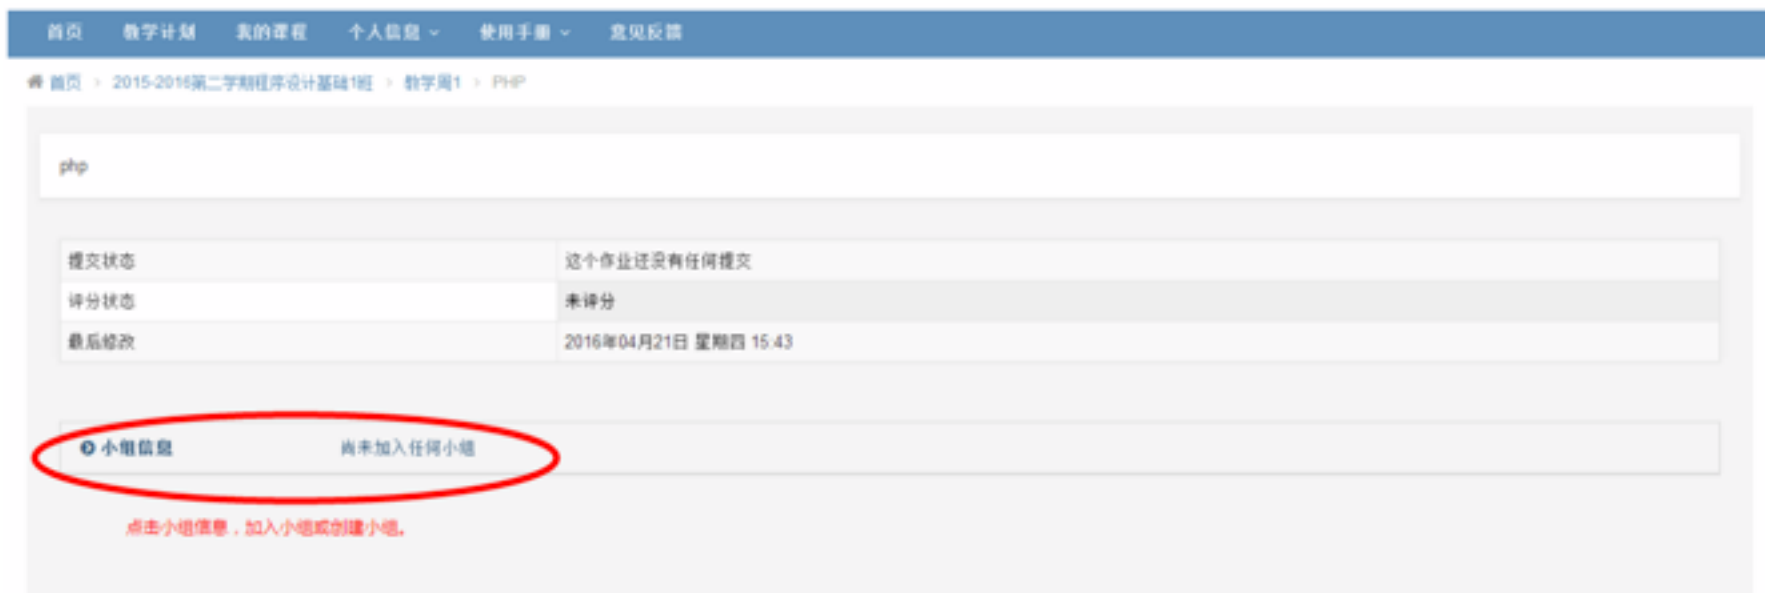 首页 教学计划 我的课程 个人信息 使用手册 意见反馈
首页 > 2015-2016第二学期程序设计基础1班 > 教学周1 > PHP
php
提交状态 这个作业还没有任何提交
评分状态 未评分
最后修改 2016年04月21日 星期四 15:43
小组信息 尚未加入任何小组
点击小组信息，加入小组或创建小组。